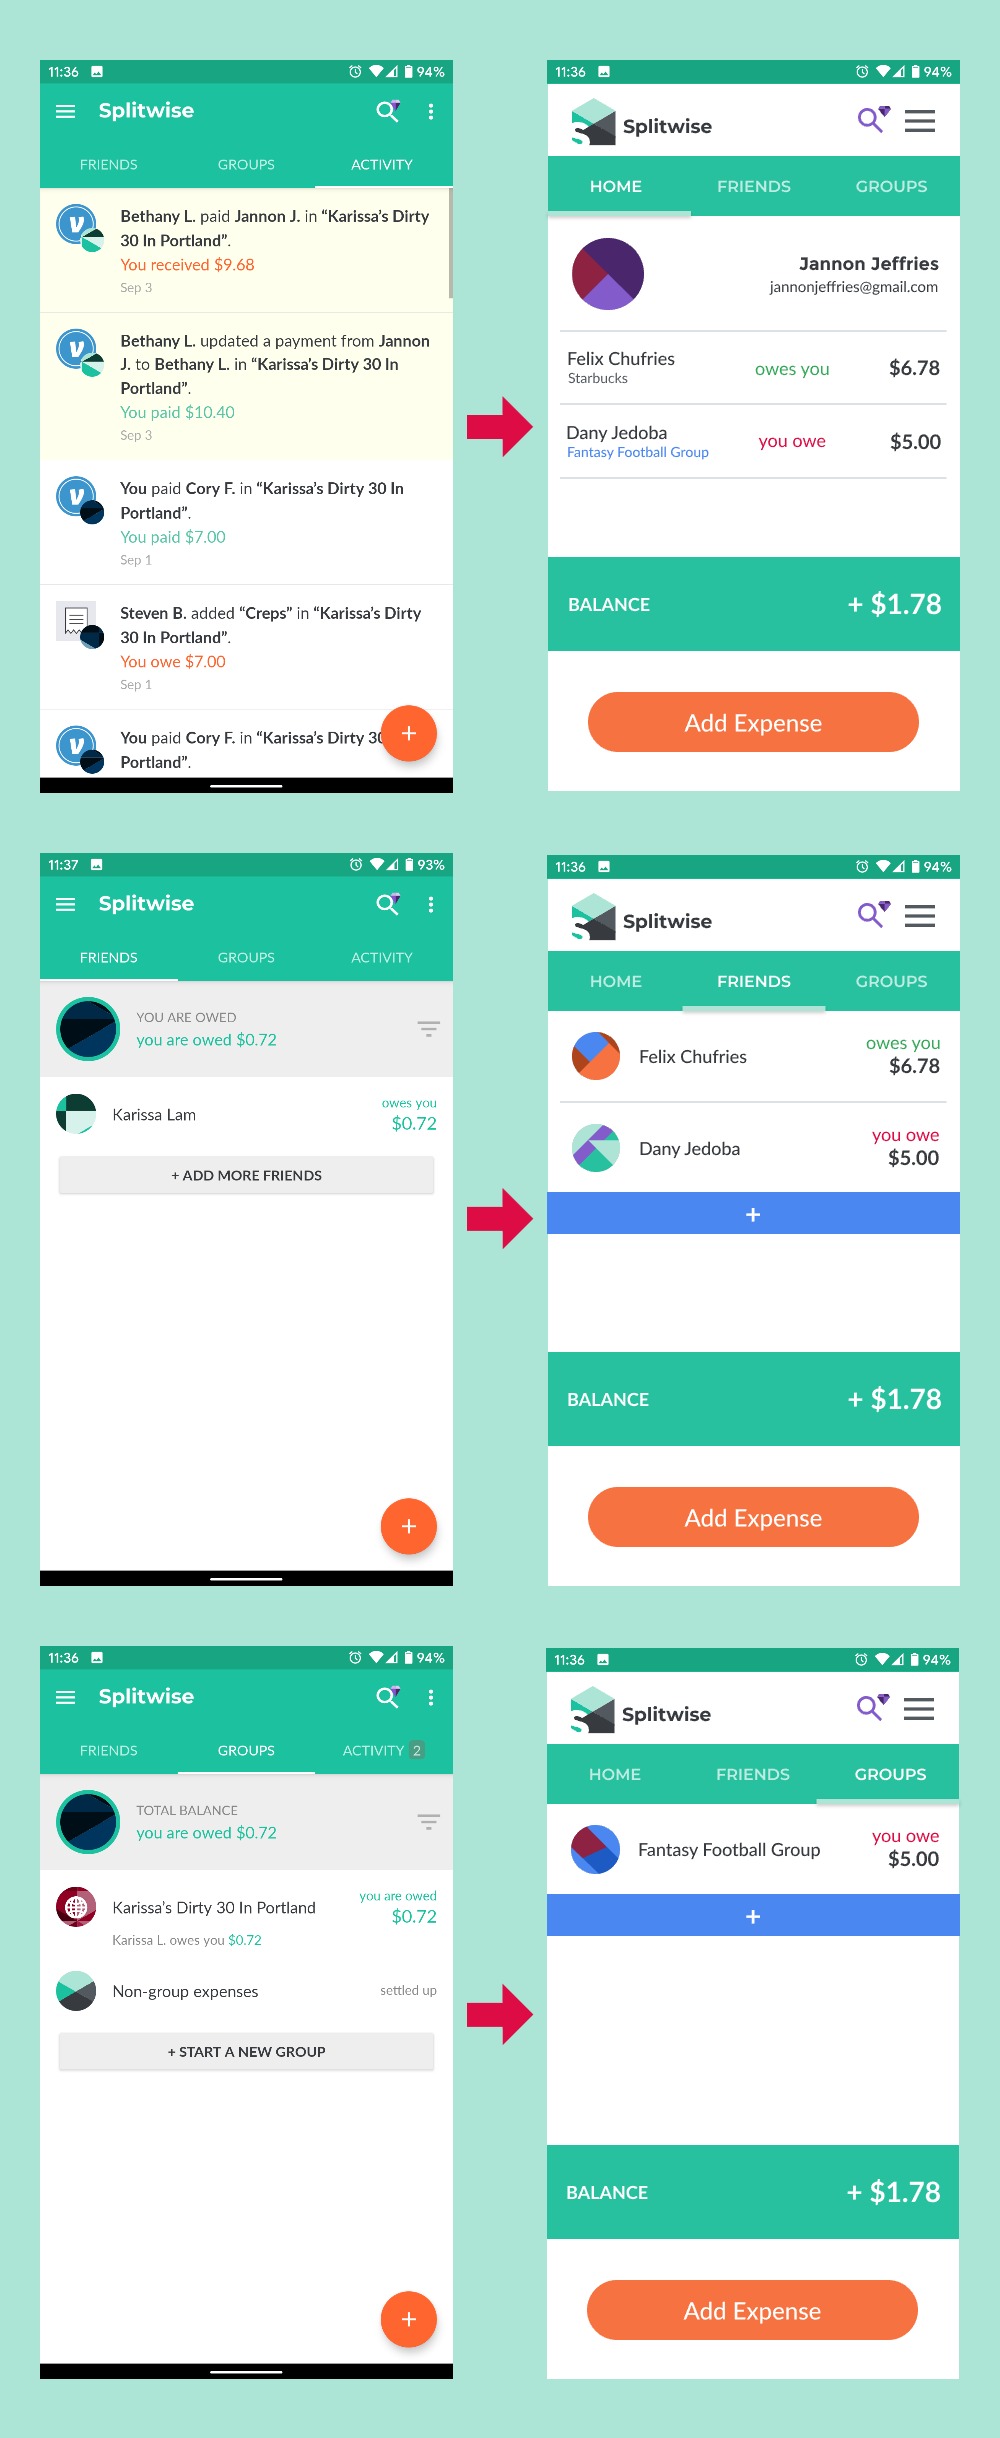 11:36 94%
Splitwise
FRIENDS GROUPS ACTIVITY
Bethany L. paid Jannon J. in “Karissa’s Dirty
30 In Portland”.
You received $9.68
Sep 3
Bethany L. updated a payment from Jannon
J. to Bethany L. in “Karissa’s Dirty 30 In
Portland”.
You paid $10.40
Sep 3
You paid Cory F. in “Karissa’s Dirty 30 In
Portland”.
You paid $7.00
Sep 1
Steven B. added “Creps” in “Karissa’s Dirty
30 In Portland”.
You owe $7.00
Sep 1
You paid Cory F. in “Karissa’s Dirty 30
Portland”.
+
11:36 94%
Splitwise
HOME FRIENDS GROUPS
Jannon Jeffries
jannonjeffries@gmail.com
Felix Chufries
Starbucks
owes you $6.78
Dany Jedoba
Fantasy Football Group
you owe $5.00
BALANCE + $1.78
Add Expense
11:37 93%
Splitwise
FRIENDS GROUPS ACTIVITY
YOU ARE OWED
you are owed $0.72
Karissa Lam
owes you
$0.72
+ ADD MORE FRIENDS
+
11:36 94%
Splitwise
HOME FRIENDS GROUPS
Felix Chufries
owes you
$6.78
Dany Jedoba
you owe
$5.00
+
BALANCE + $1.78
Add Expense
11:36 94%
Splitwise
FRIENDS GROUPS ACTIVITY 2
TOTAL BALANCE
you are owed $0.72
Karissa’s Dirty 30 In Portland
you are owed
$0.72
Karissa L. owes you $0.72
Non-group expenses settled up
+ START A NEW GROUP
+
11:36 94%
Splitwise
HOME FRIENDS GROUPS
Fantasy Football Group
you owe
$5.00
+
BALANCE + $1.78
Add Expense